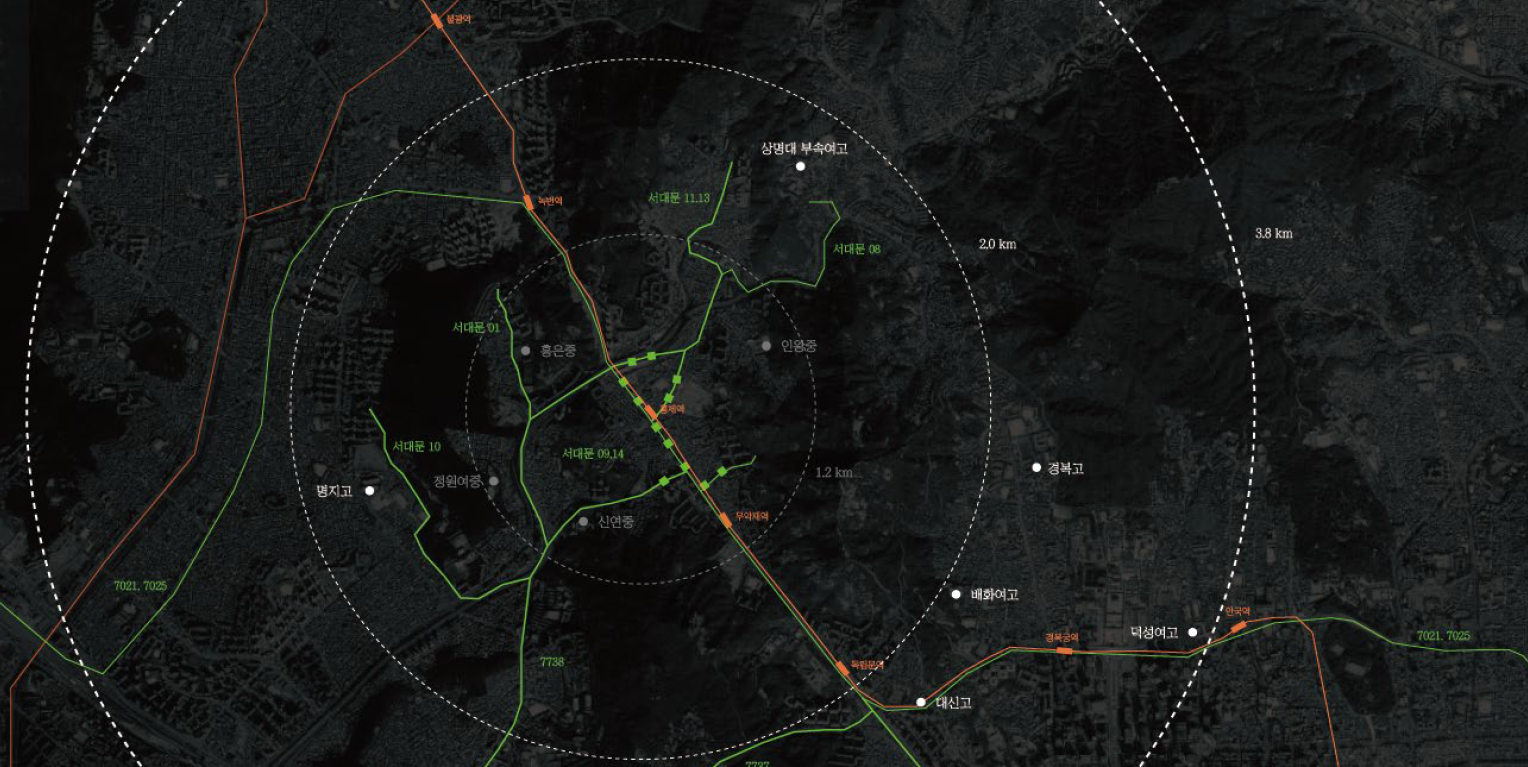 불광역
상명대 부속여고
서대문 11.13
녹번역
3.8 km
2.0 km
서대문 08
서대문 01
홍은중
인왕중
홍제역
서대문 10
서대문 09.14
경복고
1.2 km
정원여중
명지고
무악재역
신연중
7021, 7025
배화여고
안국역
덕성여고
경복궁역
7021, 7025
7738
독립문역
대신고
7737